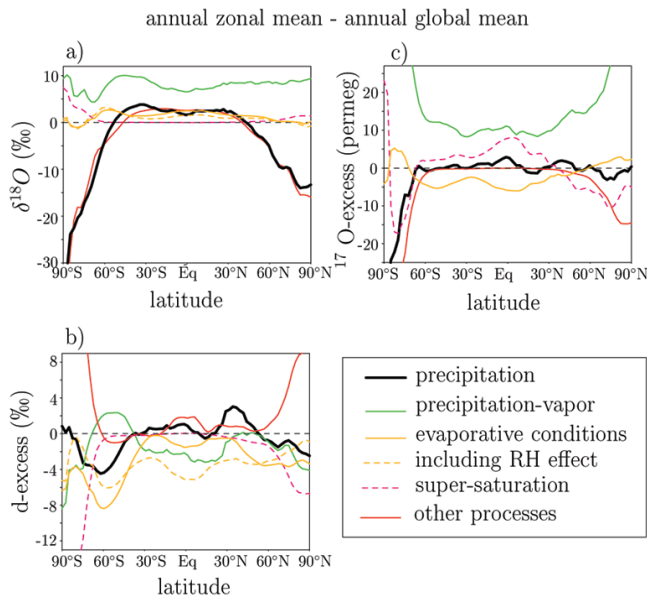 annual zonal mean - annual global mean
a)
δ¹⁸O (‰)
10
0
-10
-20
-30
90°S 60°S 30°S Eq 30°N 60°N 90°N
latitude
c)
¹⁷O-excess (permeg)
20
10
0
-10
-20
90°S 60°S 30°S Eq 30°N 60°N 90°N
latitude
b)
d-excess (‰)
8
4
0
-4
-8
-12
90°S 60°S 30°S Eq 30°N 60°N 90°N
latitude
precipitation
precipitation-vapor
evaporative conditions
including RH effect
super-saturation
other processes